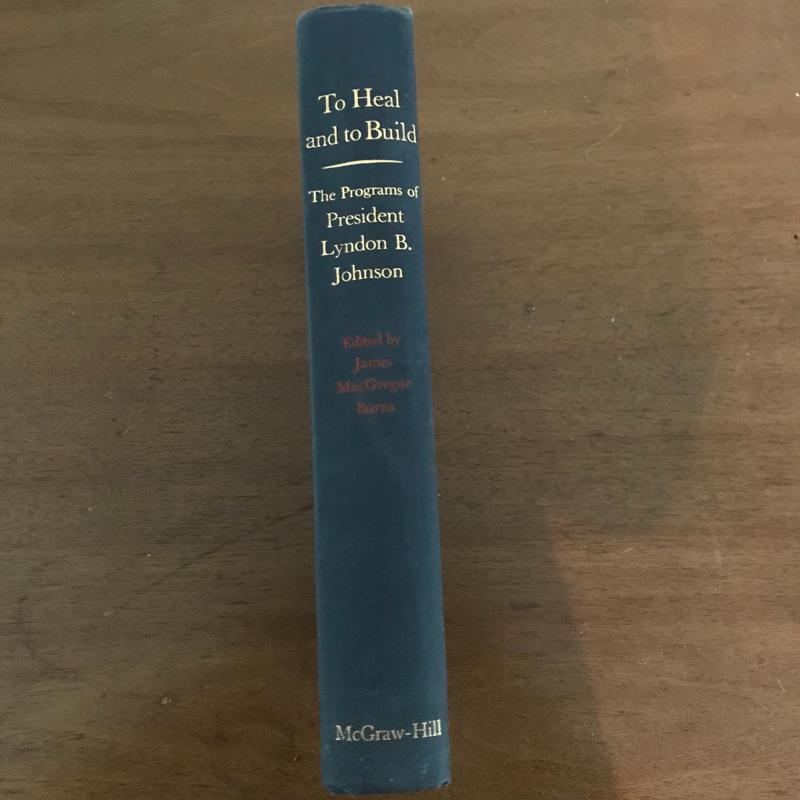 To Heal
and to Build
The Programs of
President
Lyndon B.
Johnson
Edited by
James
MacGregor
Burns
McGraw-Hill